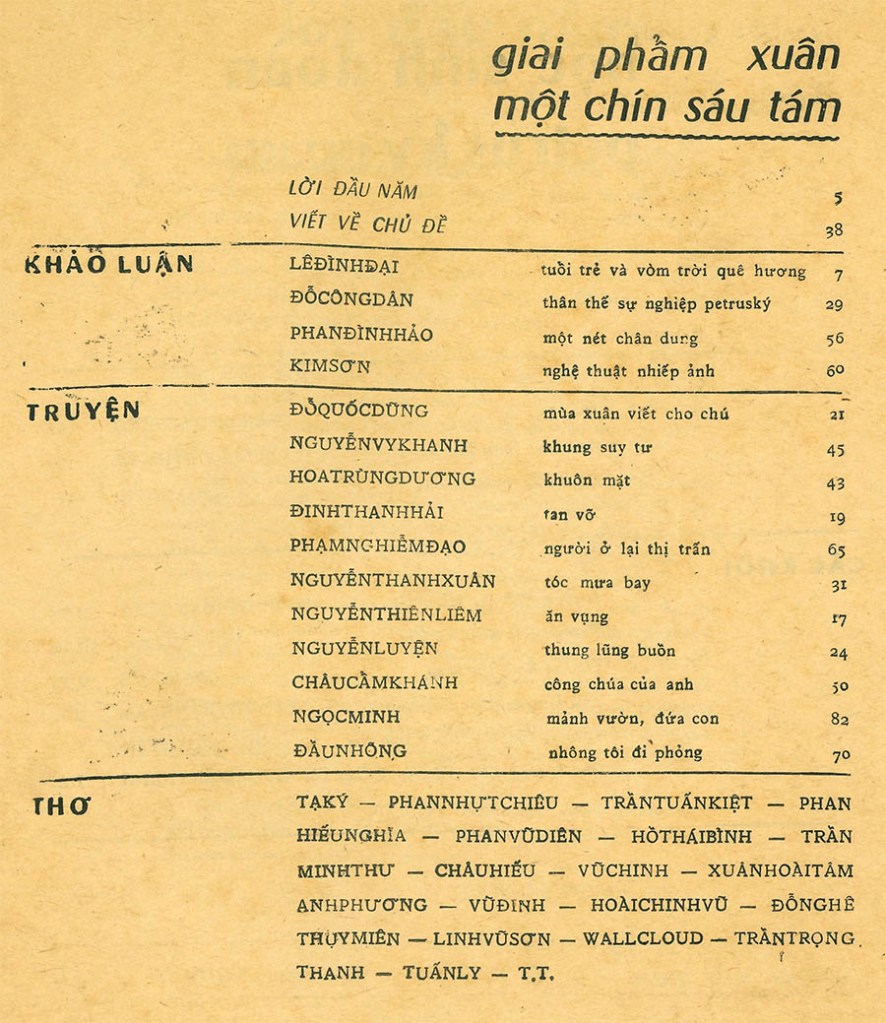 giai phẩm xuân
một chín sáu tám
LỜI ĐẦU NĂM 5
VIẾT VỀ CHỦ ĐỀ 38
KHẢO LUẬN LÊĐÌNHĐẠI tuổi trẻ và vòm trời quê hương 7
ĐỖCÔNGDÂN thân thế sự nghiệp petruský 29
PHANĐÌNHHẢO một nét chân dung 56
KIMSƠN nghệ thuật nhiếp ảnh 60
TRUYỆN ĐỖQUỐCDŨNG mùa xuân viết cho chú 21
NGUYỄNVYKHANH khung suy tư 45
HOATRÙNGDƯƠNG khuôn mặt 43
ĐINHTHANHHẢI tan vỡ 19
PHẠMNGHIỄMĐẠO người ở lại thị trấn 65
NGUYỄNTHANHXUÂN tóc mưa bay 31
NGUYỄNTHIÊNLIÊM ăn vụng 17
NGUYỄNLUYỆN thung lũng buồn 24
CHÂUCẦMKHÁNH công chúa của anh 50
NGỌCMINH mảnh vườn, đứa con 82
ĐẦUNHÔNG nhông tôi đi phỏng 70
THƠ TẠKÝ — PHANNHỰTCHIÊU — TRẦNTUẤNKIỆT — PHAN
HIẾUNGHĨA — PHANVŨDIÊN — HỒTHÁIBÌNH — TRẦN
MINHTHƯ — CHÂUHIẾU — VŨCHINH — XUÂNHOÀITÂM
ANHPHƯƠNG — VŨĐỊNH — HOÀICHINHVŨ — ĐỖNGHÊ
THỤYMIÊN — LINHVŨSƠN — WALLCLOUD — TRẦNTRỌNG
THANH — TUẤNLY — T.T.